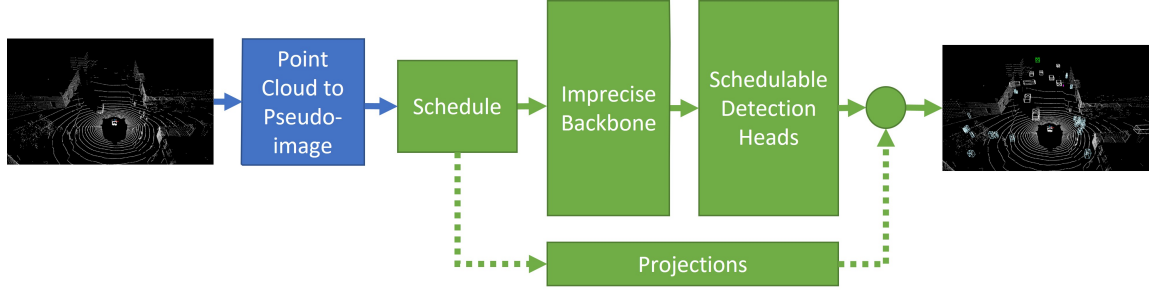 Point
Cloud to
Pseudo-
image
Schedule
Imprecise
Backbone
Schedulable
Detection
Heads
Projections